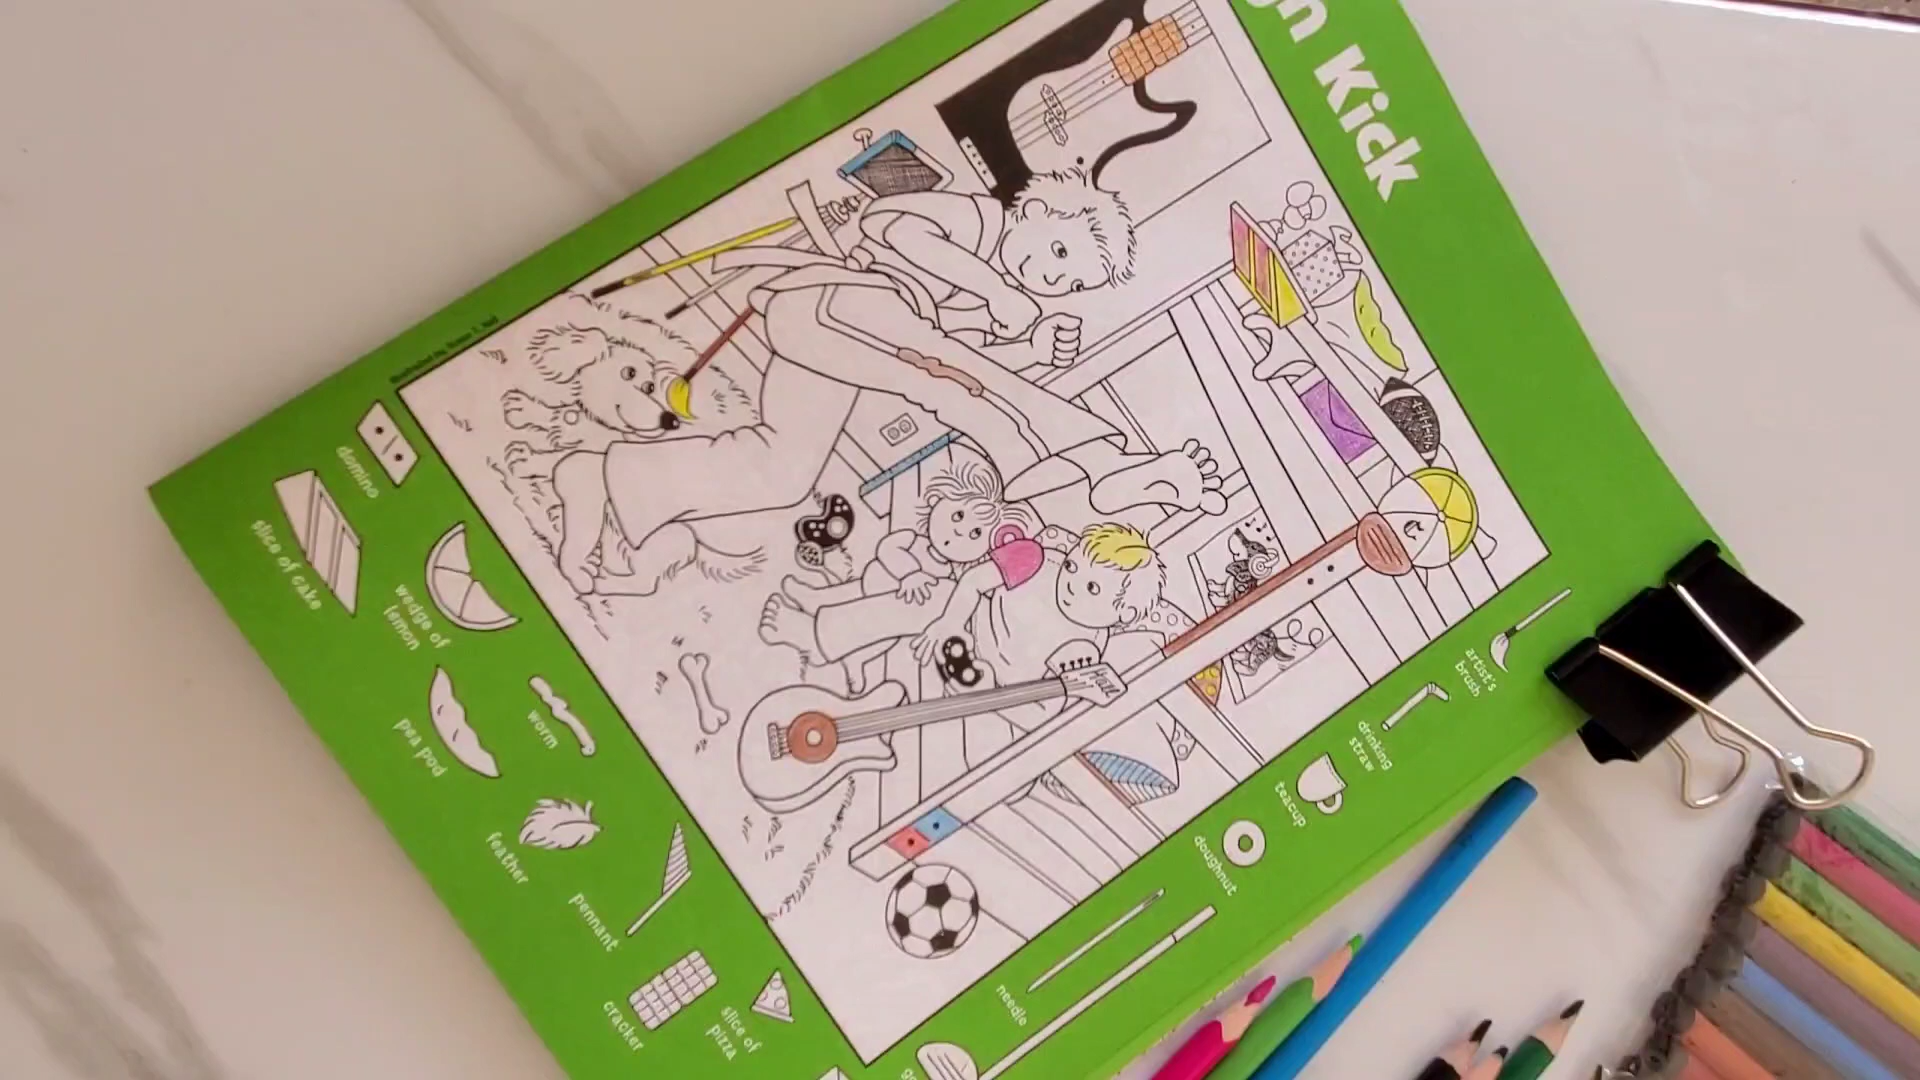 Kick
domino
slice of cake
wedge of
lemon
pea pod
worm
feather
pennant
cracker
slice of
pizza
needle
doughnut
teacup
drinking
straw
artist's
brush
Hall